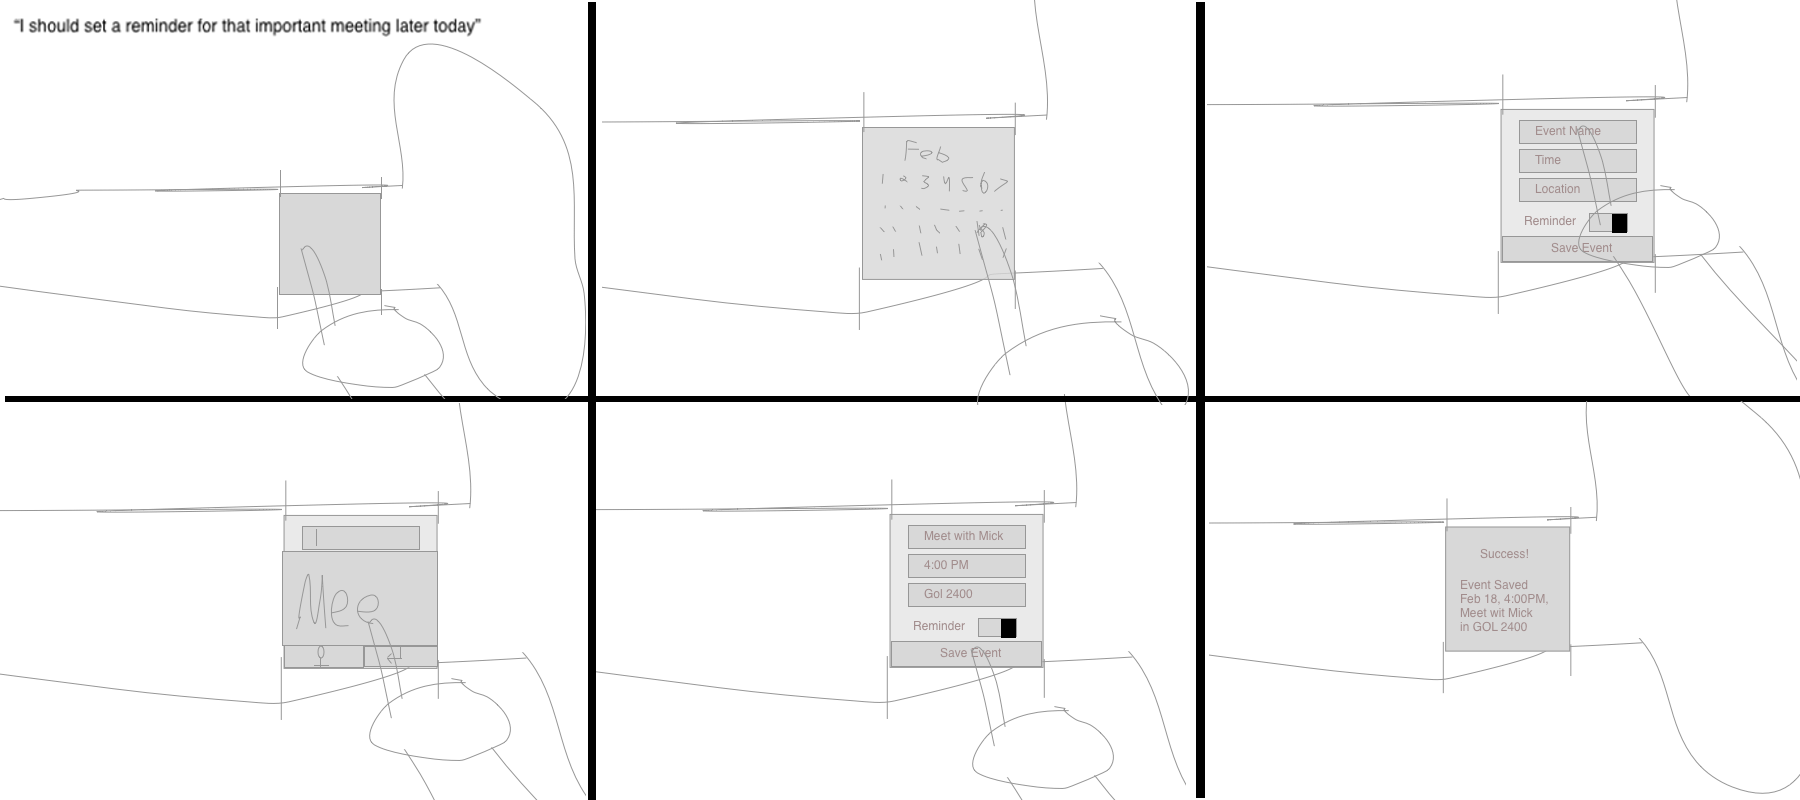 “I should set a reminder for that important meeting later today”
Feb
1 2 3 4 5 6 7
18
Event Name
Time
Location
Reminder
Save Event
Mee
Meet with Mick
4:00 PM
Gol 2400
Reminder
Save Event
Success!
Event Saved
Feb 18, 4:00PM,
Meet wit Mick
in GOL 2400